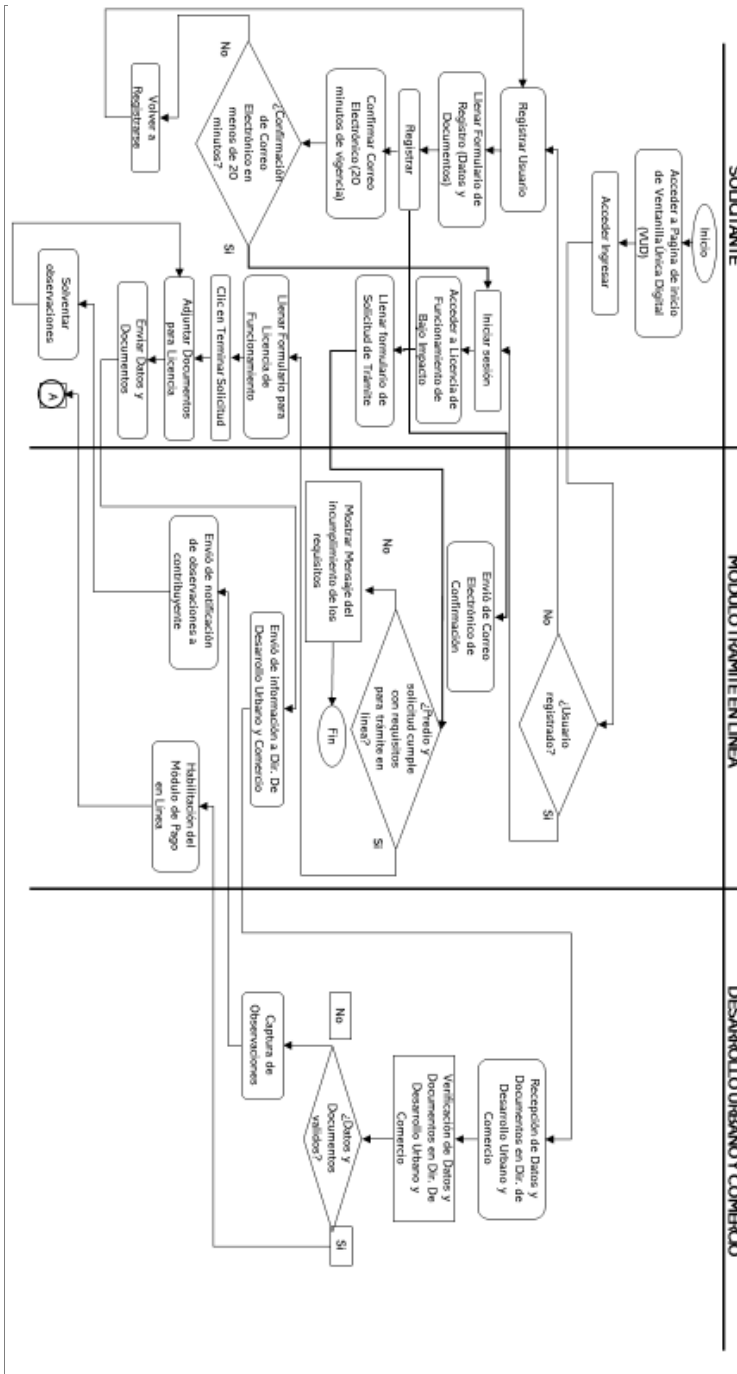 SOLICITANTE
MODULO TRAMITE EN LINEA
DESARROLLO URBANO Y COMERCIO
Inicio
Acceder a Pagina de inicio
de Ventanilla Única Digital
(VUD)
Acceder Ingresar
¿Usuario
registrado?
No
Si
Registrar Usuario
Llenar Formulario de
Registro (Datos y
Documentos)
Registrar
Confirmar Correo
Electrónico (20
minutos de vigencia)
¿Confirmación
de Correo
Electrónico en
menos de 20
minutos?
No
Si
Volver a
Registrarse
Envió de Correo
Electrónico de
Confirmación
Iniciar sesión
Acceder a Licencia de
Funcionamiento de
Bajo Impacto
Llenar formulario de
Solicitud de Trámite
¿Predio y
solicitud cumple
con requisitos
para trámite en
linea?
No
Si
Mostrar Mensaje del
incumplimiento de los
requisitos
Fin
Llenar Formulario para
Licencia de
Funcionamiento
Clic en Terminar Solicitud
Adjuntar Documentos
para Licencia
Enviar Datos y
Documentos
Envió de información a Dir. De
Desarrollo Urbano y Comercio
Recepción de Datos y
Documentos en Dir. de
Desarrollo Urbano y
Comercio
Verificación de Datos y
Documentos en Dir. De
Desarrollo Urbano y
Comercio
¿Datos y
Documentos
validos?
No
Si
Captura de
Observaciones
Envió de notificación
de observaciones a
contribuyente
Solventar
observaciones
Habilitación del
Módulo de Pago
en Línea
A